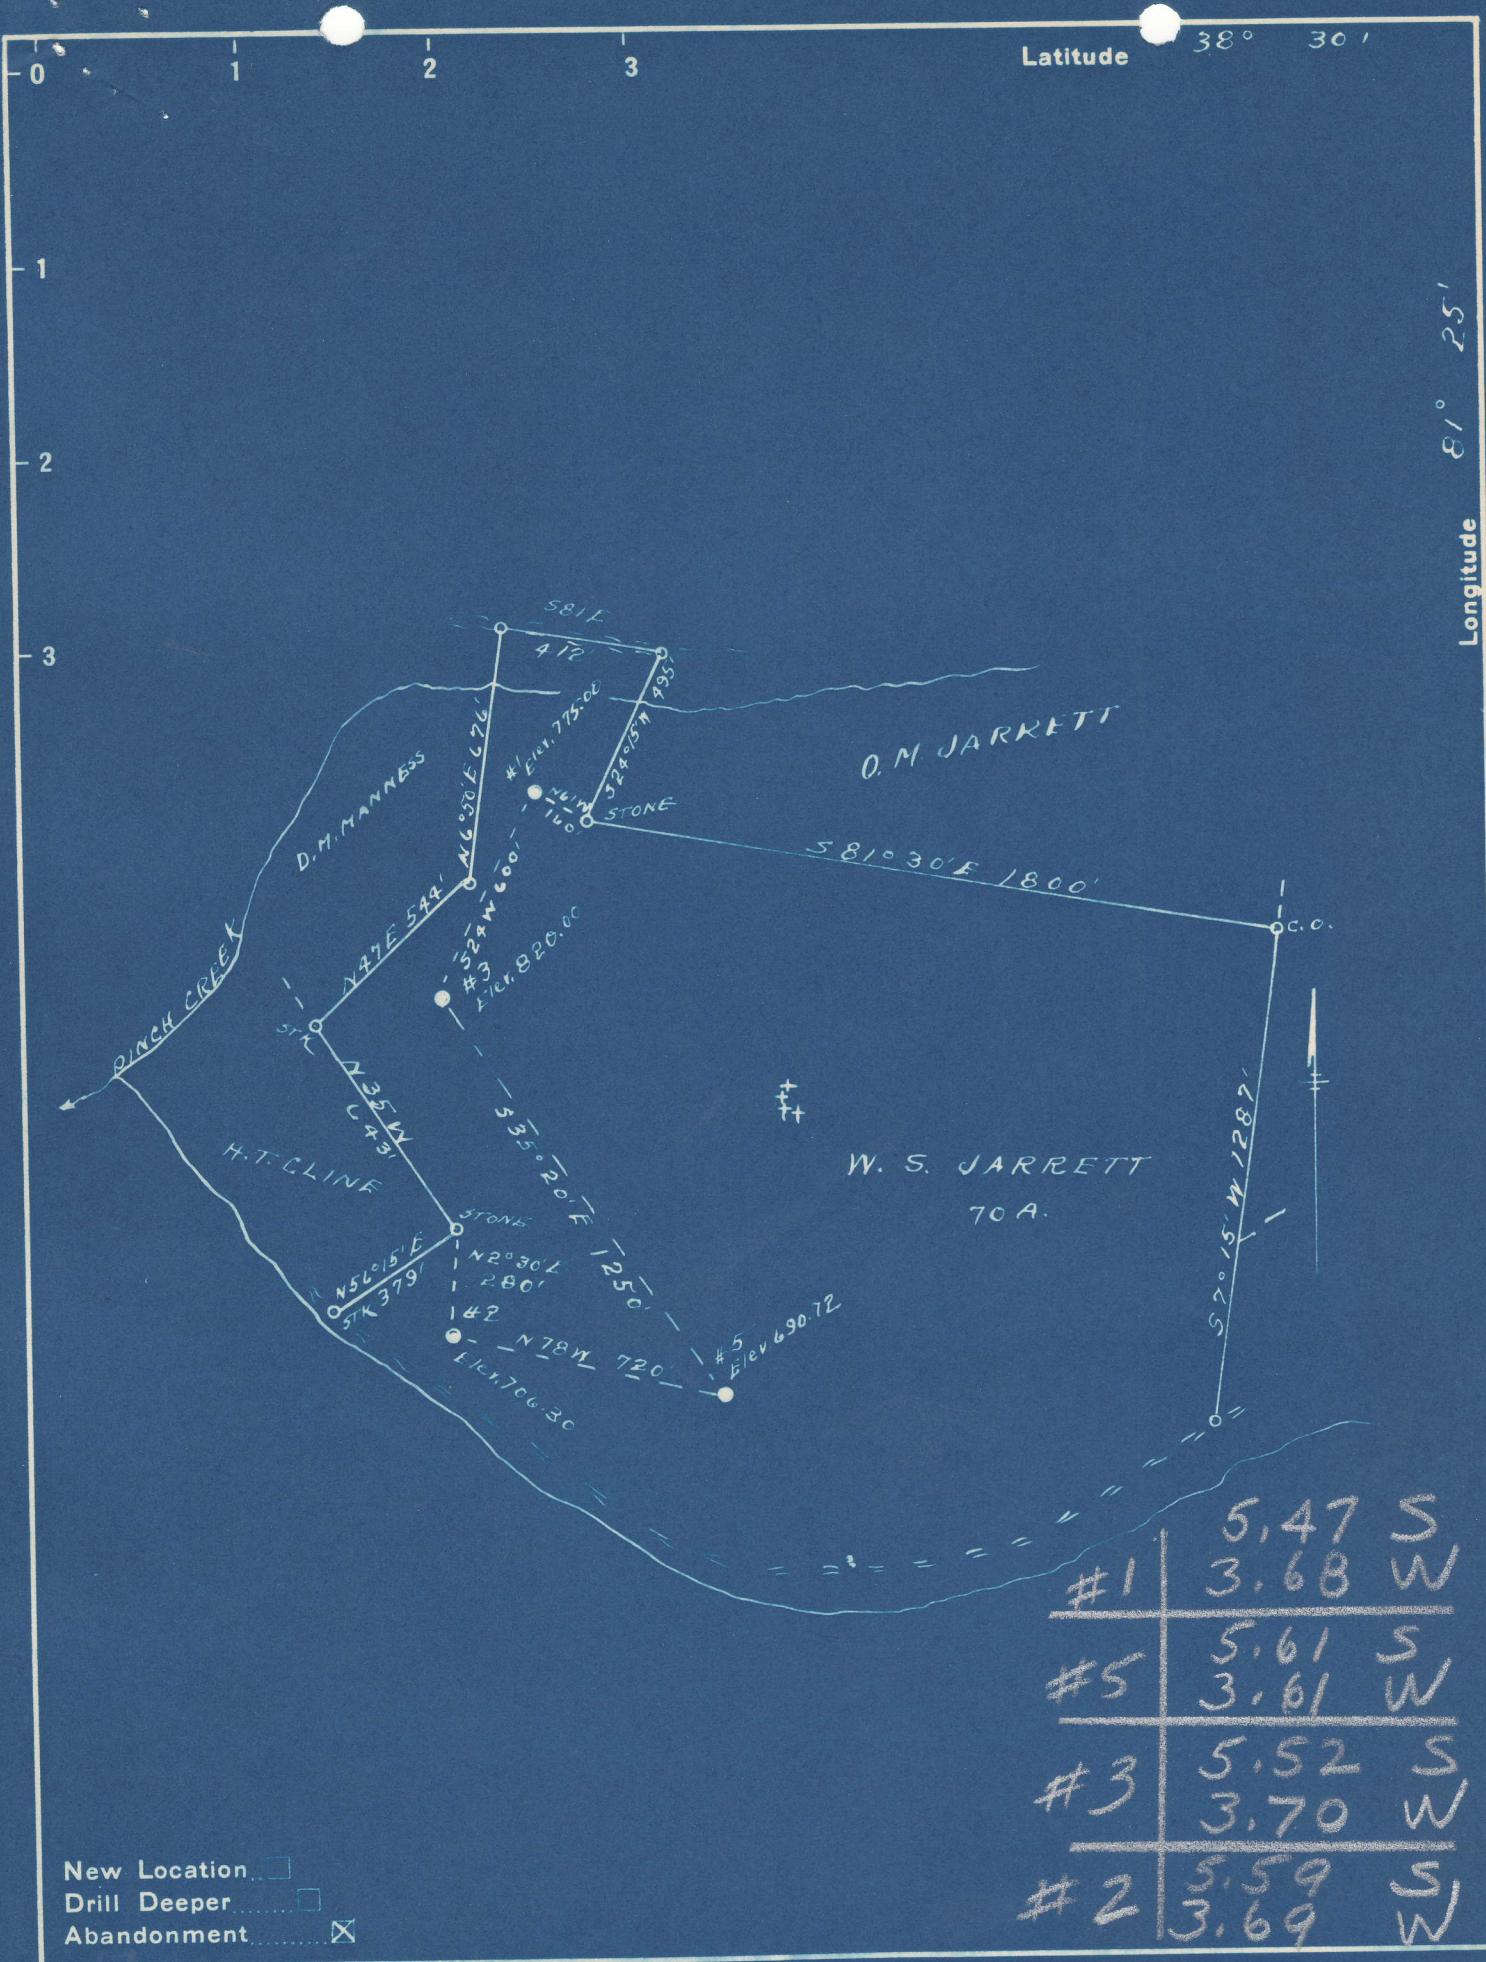 Latitude 38° 30'
0 1 2 3
1
2
3
Longitude 81° 25'
S81E
412
495'
S24°15'W
#1
Elev. 775.00
N61W
160'
STONE
O. M. JARRETT
D. M. MANNESS
N6°50'E 676'
S81°30'E 1800'
C.O.
N47E 544'
S24W 600'
#3
Elev. 820.00
PINCH CREEK
STK
N35W
643'
H. T. CLINE
S35°20'E 1250'
W. S. JARRETT
70 A.
S7°15'W 1287'
STONE
N56°15'E
STK 379'
N2°30'E
280'
#2
Elev. 706.30
N78W 720'
#5
Elev 690.72
#1 5.47 S
3.68 W
#5 5.61 S
3.61 W
#3 5.52 S
3.70 W
#2 5.59 S
3.69 W
New Location
Drill Deeper
Abandonment X